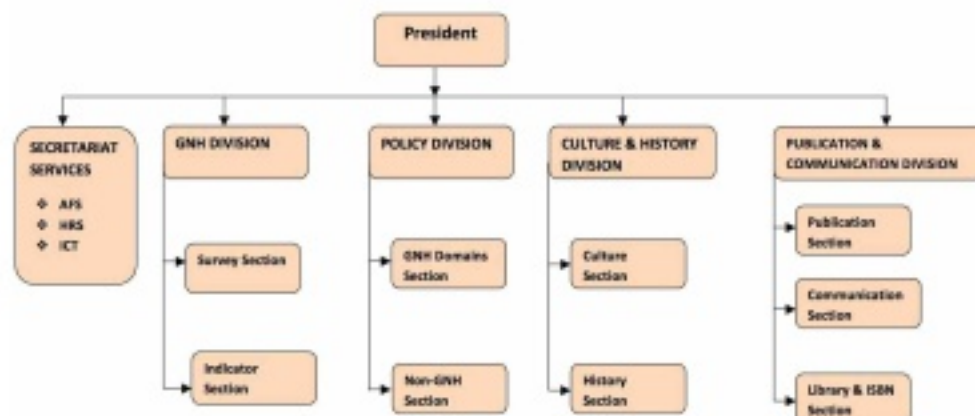 President
SECRETARIAT
SERVICES
❖ AFS
❖ HRS
❖ ICT
GNH DIVISION
Survey Section
Indicator
Section
POLICY DIVISION
GNH Domains
Section
Non-GNH
Section
CULTURE & HISTORY
DIVISION
Culture
Section
History
Section
PUBLICATION &
COMMUNICATION DIVISION
Publication
Section
Communication
Section
Library & ISBN
Section